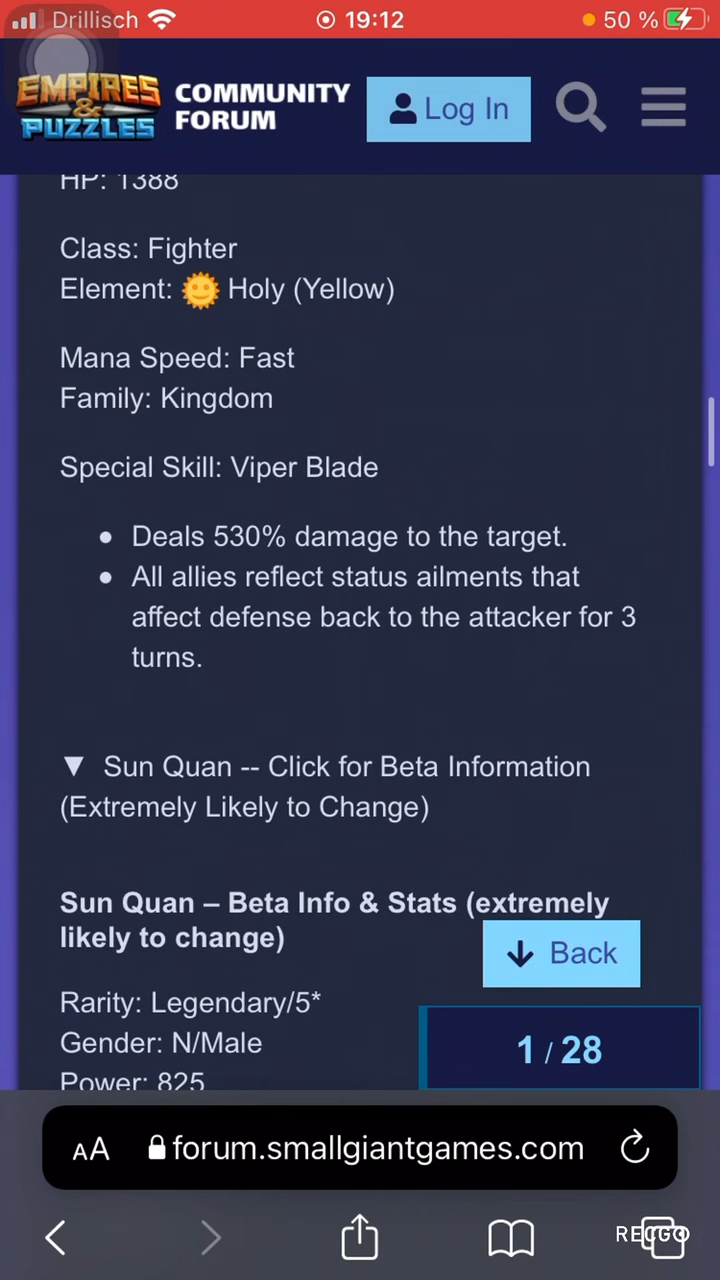 Drillisch 19:12 50 %
EMPIRES
&
PUZZLES
COMMUNITY
FORUM
Log In
HP: 1388
Class: Fighter
Element: 🌞 Holy (Yellow)
Mana Speed: Fast
Family: Kingdom
Special Skill: Viper Blade
• Deals 530% damage to the target.
• All allies reflect status ailments that
affect defense back to the attacker for 3
turns.
▼ Sun Quan -- Click for Beta Information
(Extremely Likely to Change)
Sun Quan – Beta Info & Stats (extremely
likely to change)
Back
Rarity: Legendary/5*
Gender: N/Male
Power: 825
1 / 28
AA forum.smallgiantgames.com
RECGO